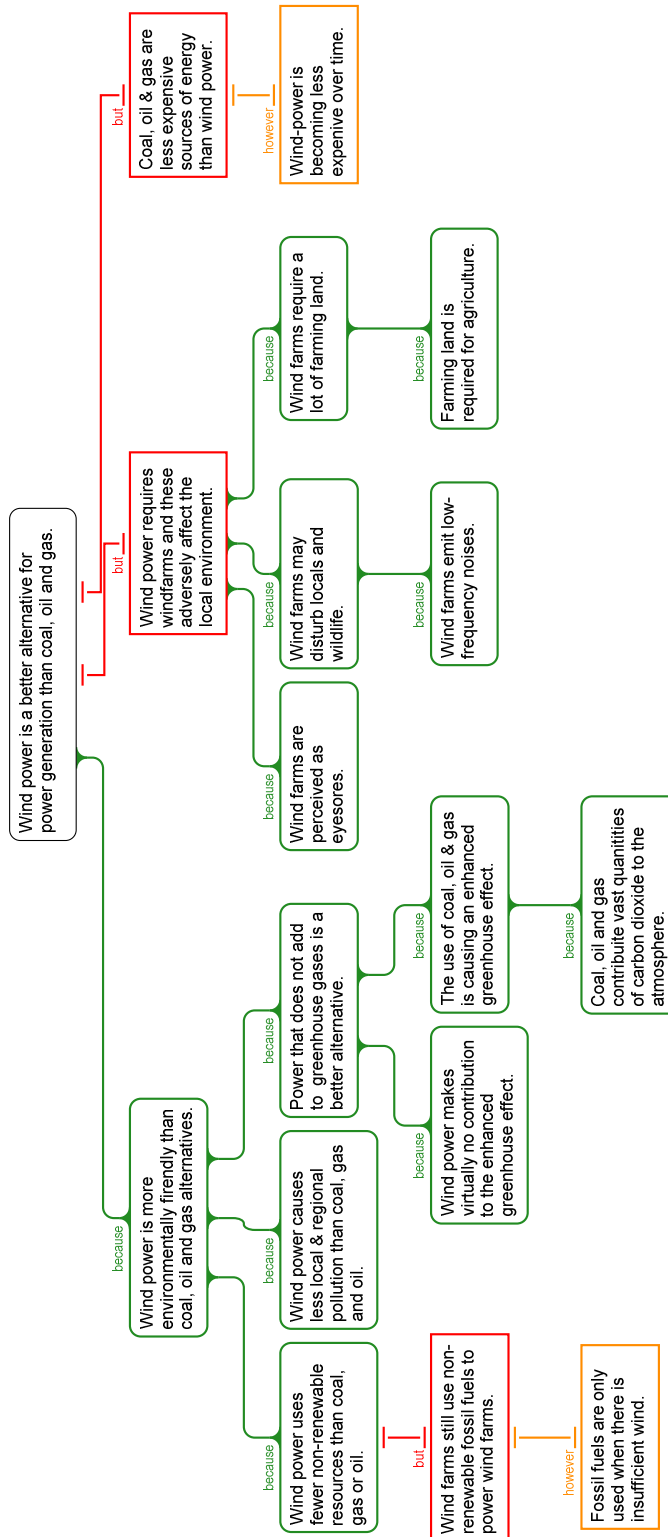 Wind power is a better alternative for
power generation than coal, oil and gas.
because
Wind power is more
environmentally firendly than
coal, oil and gas alternatives.
because
Wind power uses
fewer non-renewable
resources than coal,
gas or oil.
but
Wind farms still use non-
renewable fossil fuels to
power wind farms.
however
Fossil fuels are only
used when there is
insufficient wind.
because
Wind power causes
less local & regional
pollution than coal, gas
and oil.
because
Power that does not add
to greenhouse gases is a
better alternative.
because
Wind power makes
virtually no contribution
to the enhanced
greenhouse effect.
because
The use of coal, oil & gas
is causing an enhanced
greenhouse effect.
because
Coal, oil and gas
contribuite vast quanitities
of carbon dioxide to the
atmosphere.
but
Wind power requires
windfarms and these
adversely affect the
local environment.
because
Wind farms are
perceived as
eyesores.
because
Wind farms may
disturb locals and
wildlife.
because
Wind farms emit low-
frequency noises.
because
Wind farms require a
lot of farming land.
because
Farming land is
required for agriculture.
but
Coal, oil & gas are
less expensive
sources of energy
than wind power.
however
Wind-power is
becoming less
expenive over time.